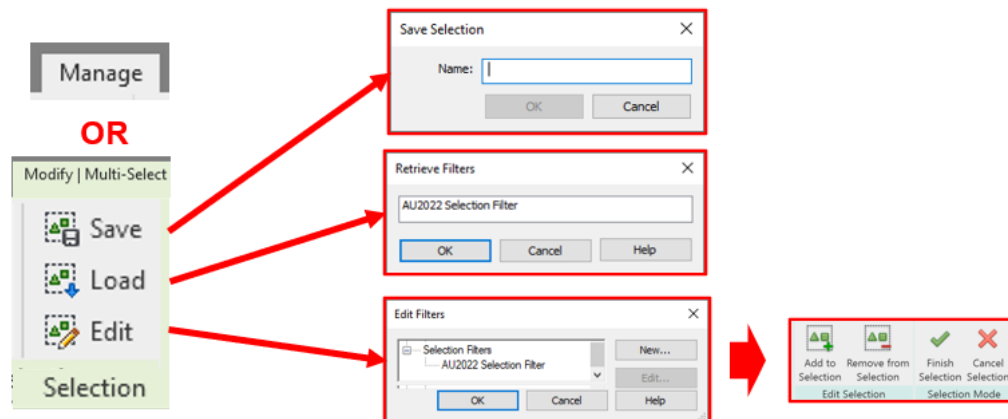 Manage
OR
Modify | Multi-Select
Save
Load
Edit
Selection
Save Selection
Name:
OK Cancel
Retrieve Filters
AU2022 Selection Filter
OK Cancel Help
Edit Filters
Selection Filters
AU2022 Selection Filter
New...
Edit...
OK Cancel Help
Add to Selection
Remove from Selection
Finish Selection
Cancel Selection
Edit Selection
Selection Mode